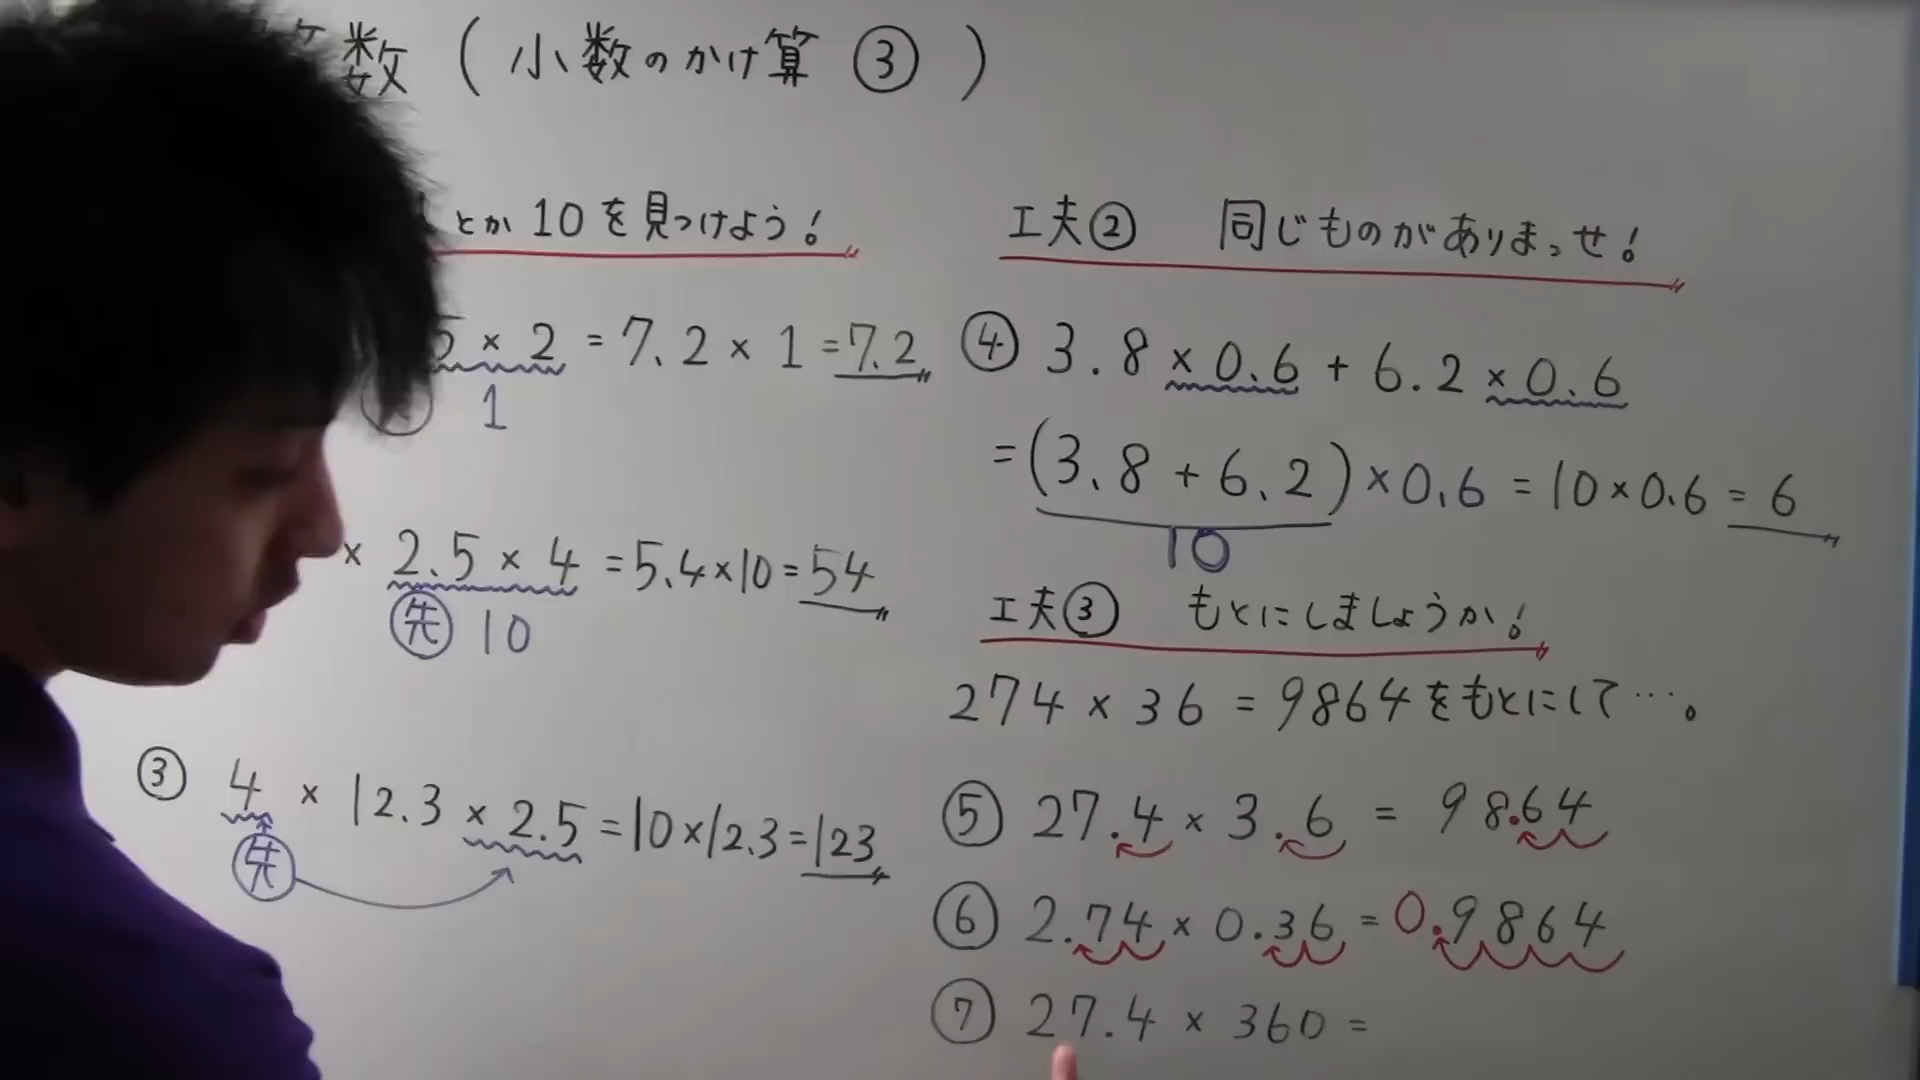 数 ( 小数のかけ算 ③ )
とか 10 を見つけよう!
5 × 2 = 7.2 × 1 = 7.2
1
× 2.5 × 4 = 5.4×10 = 54
先 10
③ 4 × 12.3 × 2.5 = 10×12.3 = 123
先
工夫② 同じものがありまっせ!
④ 3.8 × 0.6 + 6.2 × 0.6
= (3.8 + 6.2) × 0.6 = 10×0.6 = 6
10
工夫③ もとにしましょうか!
274 × 36 = 9864 をもとにして…。
⑤ 27.4 × 3.6 = 98.64
⑥ 2.74 × 0.36 = 0.9864
⑦ 27.4 × 360 =